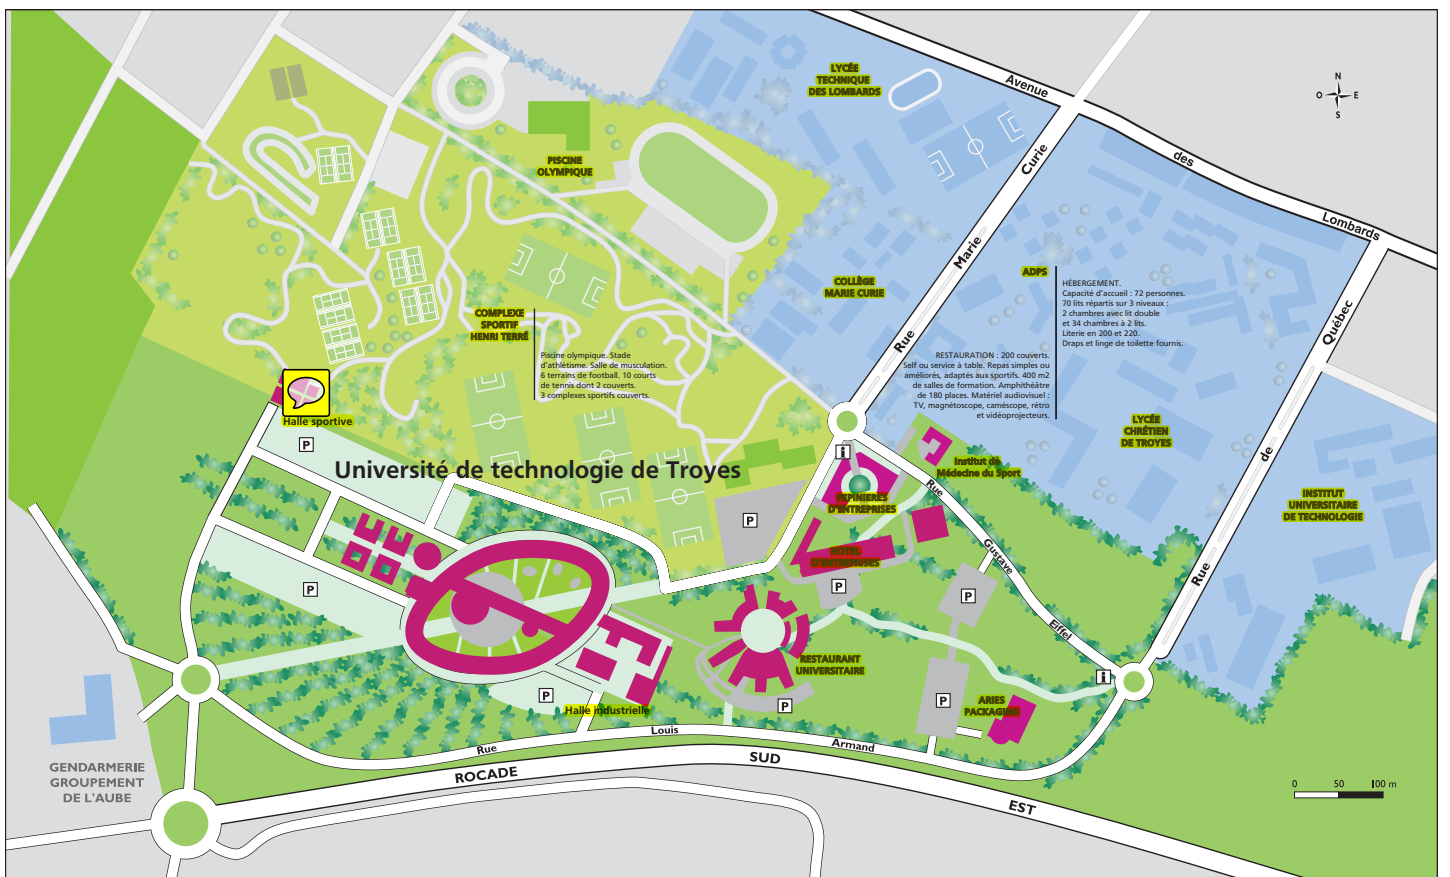 Avenue
des
Lombards
N
O
E
S
LYCÉE
TECHNIQUE
DES LOMBARDS
PISCINE
OLYMPIQUE
Rue
Marie
Curie
COLLÈGE
MARIE CURIE
ADPS
HÉBERGEMENT.
Capacité d'accueil : 72 personnes.
70 lits répartis sur 3 niveaux :
2 chambres avec lit double
et 34 chambres à 2 lits.
Literie en 200 et 220.
Draps et linge de toilette fournis.
RESTAURATION : 200 couverts.
Self ou service à table. Repas simples ou
améliorés, adaptés aux sportifs. 400 m2
de salles de formation. Amphithéâtre
de 180 places. Matériel audiovisuel :
TV, magnétoscope, caméscope, rétro
et vidéoprojecteurs.
COMPLEXE
SPORTIF
HENRI TERRÉ
Piscine olympique. Stade
d'athlétisme. Salle de musculation.
6 terrains de football. 10 courts
de tennis dont 2 couverts.
3 complexes sportifs couverts.
Rue
de
Québec
LYCÉE
CHRÉTIEN
DE TROYES
INSTITUT
UNIVERSITAIRE
DE TECHNOLOGIE
Halle sportive
P
Université de technologie de Troyes
i
Institut de
Médecine du Sport
PEPINIERES
D'ENTREPRISES
P
HOTEL
D'ENTREPRISES
Rue
Gustave
Eiffel
P
P
P
RESTAURANT
UNIVERSITAIRE
i
P
P
P
ARIES
PACKAGING
Halle industrielle
Rue
Louis
Armand
ROCADE
SUD
EST
GENDARMERIE
GROUPEMENT
DE L'AUBE
0 50 100 m